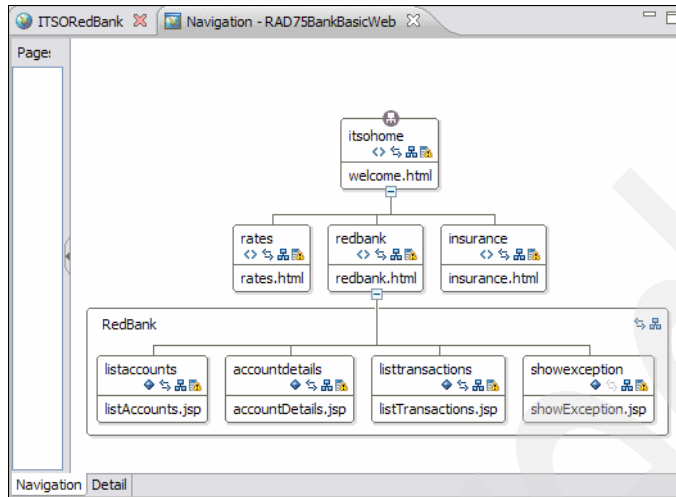 ITSORedBank
Navigation - RAD75BankBasicWeb
Page:
itsohome
welcome.html
rates
rates.html
redbank
redbank.html
insurance
insurance.html
RedBank
listaccounts
listAccounts.jsp
accountdetails
accountDetails.jsp
listtransactions
listTransactions.jsp
showexception
showException.jsp
Navigation
Detail